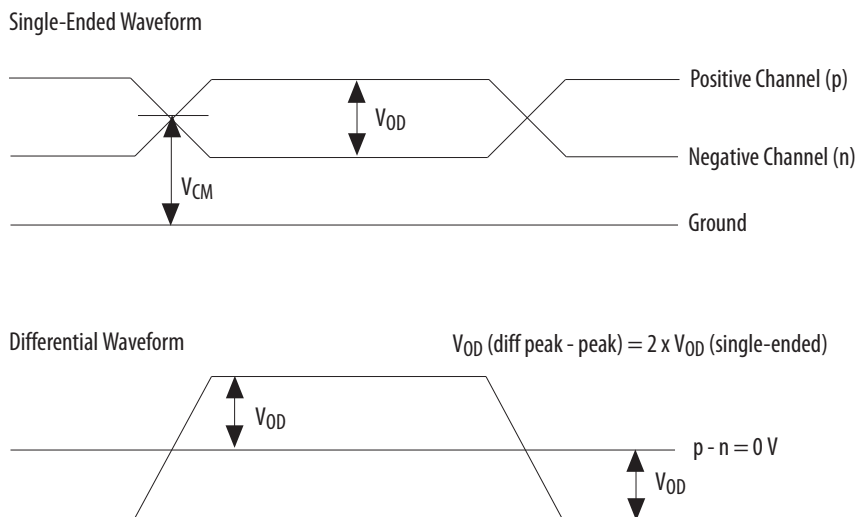 Single-Ended Waveform
Positive Channel (p)
VOD
Negative Channel (n)
VCM
Ground
Differential Waveform
VOD (diff peak - peak) = 2 x VOD (single-ended)
VOD
p - n = 0 V
VOD